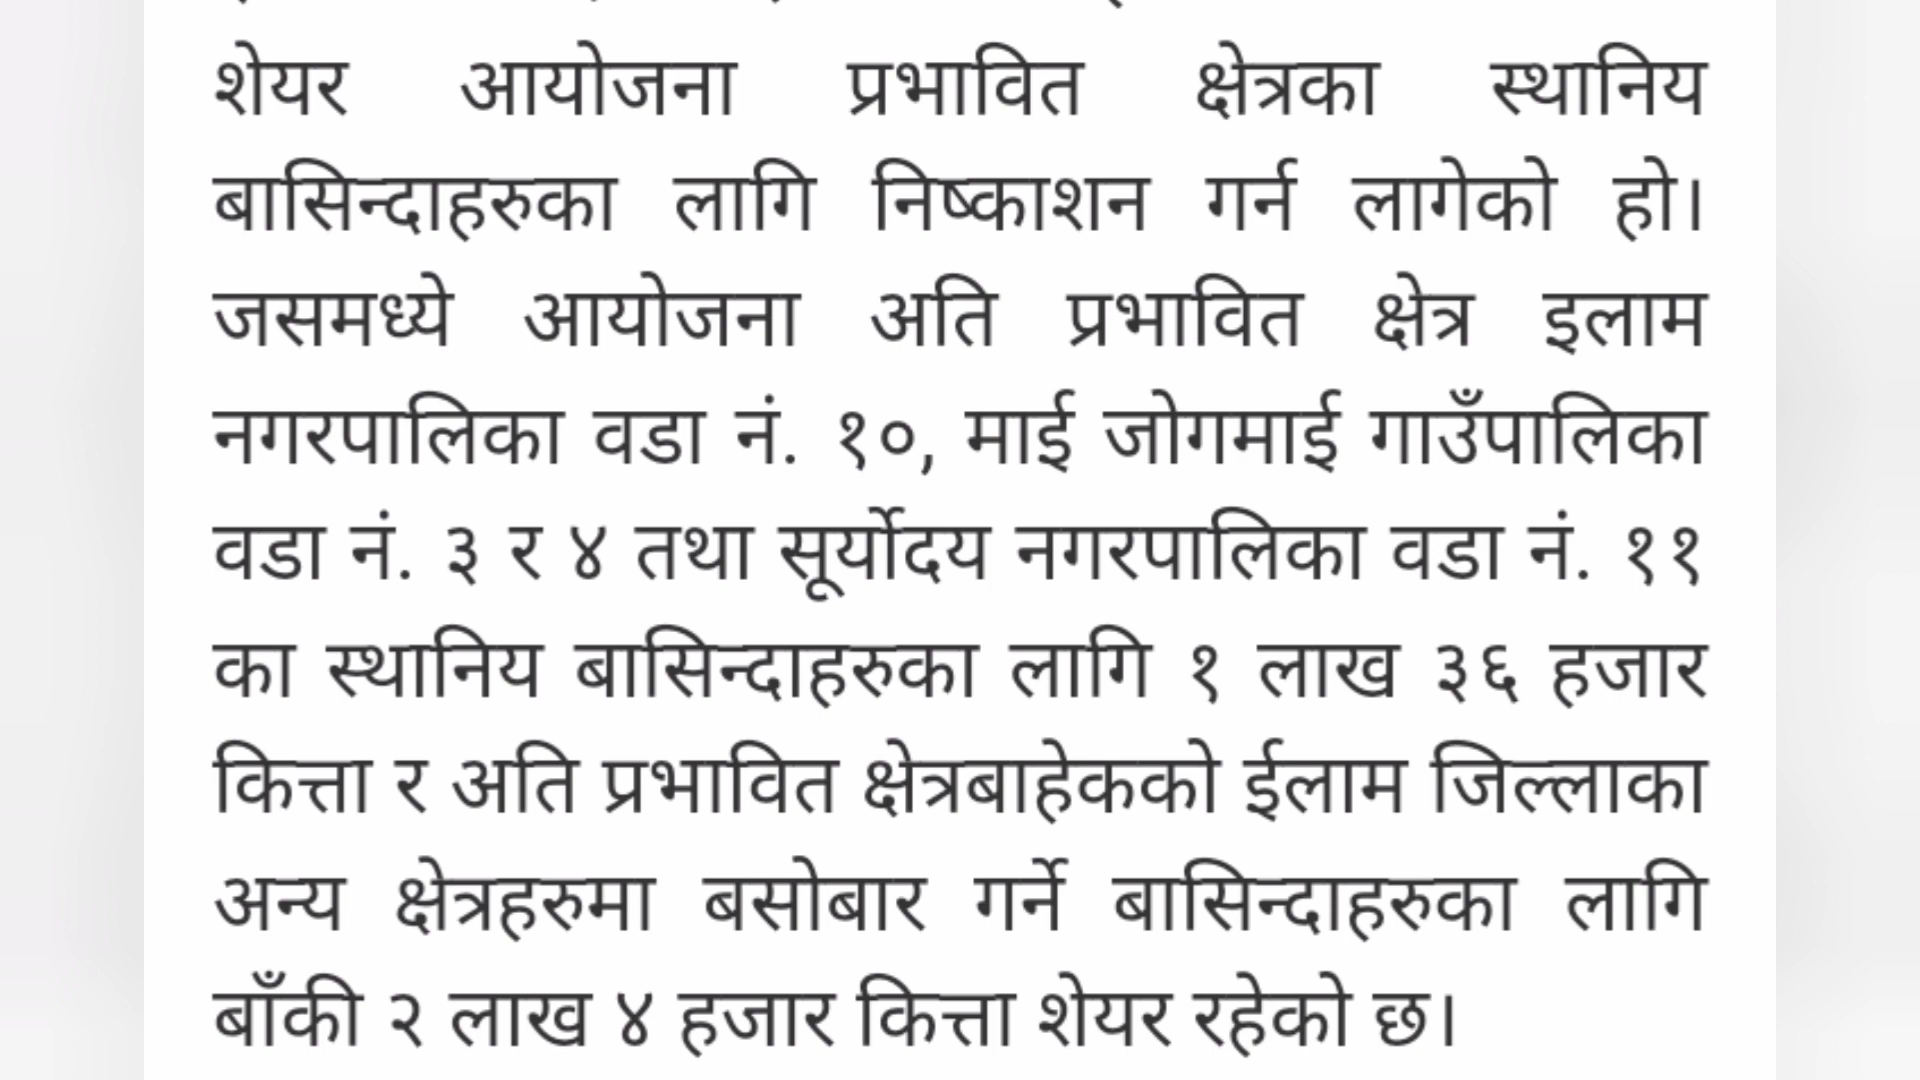 शेयर आयोजना प्रभावित क्षेत्रका स्थानिय
बासिन्दाहरुका लागि निष्काशन गर्न लागेको हो।
जसमध्ये आयोजना अति प्रभावित क्षेत्र इलाम
नगरपालिका वडा नं. १०, माई जोगमाई गाउँपालिका
वडा नं. ३ र ४ तथा सूर्योदय नगरपालिका वडा नं. ११
का स्थानिय बासिन्दाहरुका लागि १ लाख ३६ हजार
कित्ता र अति प्रभावित क्षेत्रबाहेकको ईलाम जिल्लाका
अन्य क्षेत्रहरुमा बसोबार गर्ने बासिन्दाहरुका लागि
बाँकी २ लाख ४ हजार कित्ता शेयर रहेको छ।